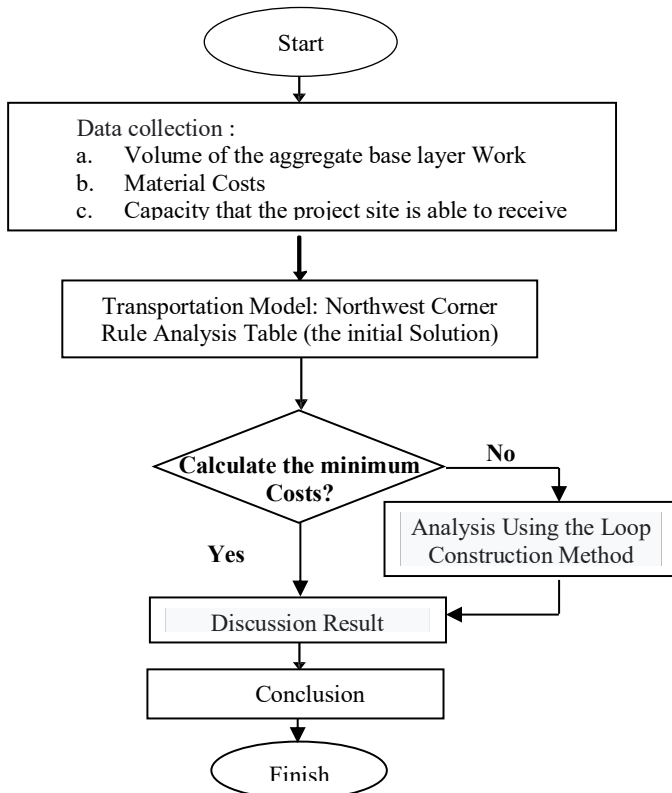 Start
Data collection :
a. Volume of the aggregate base layer Work
b. Material Costs
c. Capacity that the project site is able to receive
Transportation Model: Northwest Corner
Rule Analysis Table (the initial Solution)
Calculate the minimum
Costs?
No
Analysis Using the Loop
Construction Method
Yes
Discussion Result
Conclusion
Finish